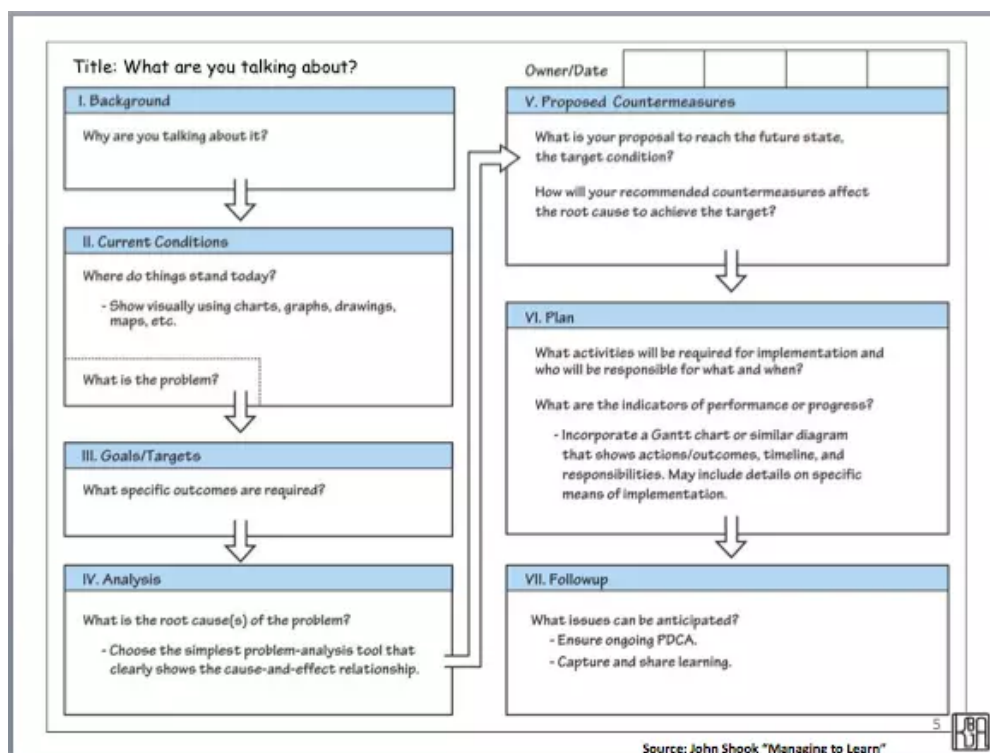 Title: What are you talking about?
Owner/Date
I. Background
Why are you talking about it?
II. Current Conditions
Where do things stand today?
- Show visually using charts, graphs, drawings,
maps, etc.
What is the problem?
III. Goals/Targets
What specific outcomes are required?
IV. Analysis
What is the root cause(s) of the problem?
- Choose the simplest problem-analysis tool that
clearly shows the cause-and-effect relationship.
V. Proposed Countermeasures
What is your proposal to reach the future state,
the target condition?
How will your recommended countermeasures affect
the root cause to achieve the target?
VI. Plan
What activities will be required for implementation and
who will be responsible for what and when?
What are the indicators of performance or progress?
- Incorporate a Gantt chart or similar diagram
that shows actions/outcomes, timeline, and
responsibilities. May include details on specific
means of implementation.
VII. Followup
What issues can be anticipated?
- Ensure ongoing PDCA.
- Capture and share learning.
5
Source: John Shook "Managing to Learn"